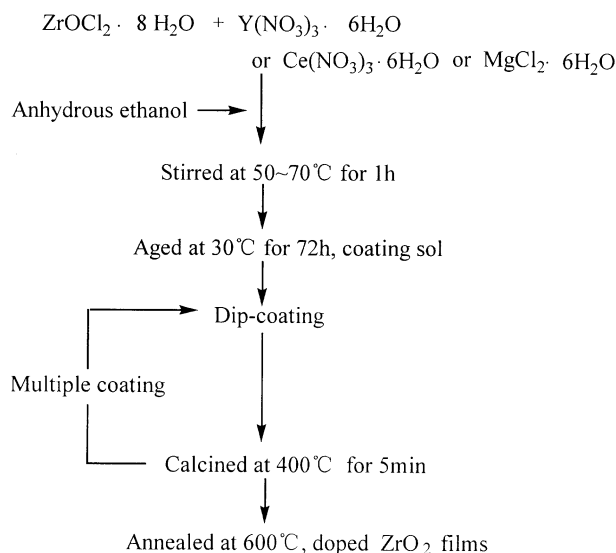 ZrOCl₂ · 8 H₂O + Y(NO₃)₃ · 6H₂O
or Ce(NO₃)₃ · 6H₂O or MgCl₂ · 6H₂O
Anhydrous ethanol
Stirred at 50~70℃ for 1h
Aged at 30℃ for 72h, coating sol
Dip-coating
Multiple coating
Calcined at 400℃ for 5min
Annealed at 600℃, doped ZrO₂ films